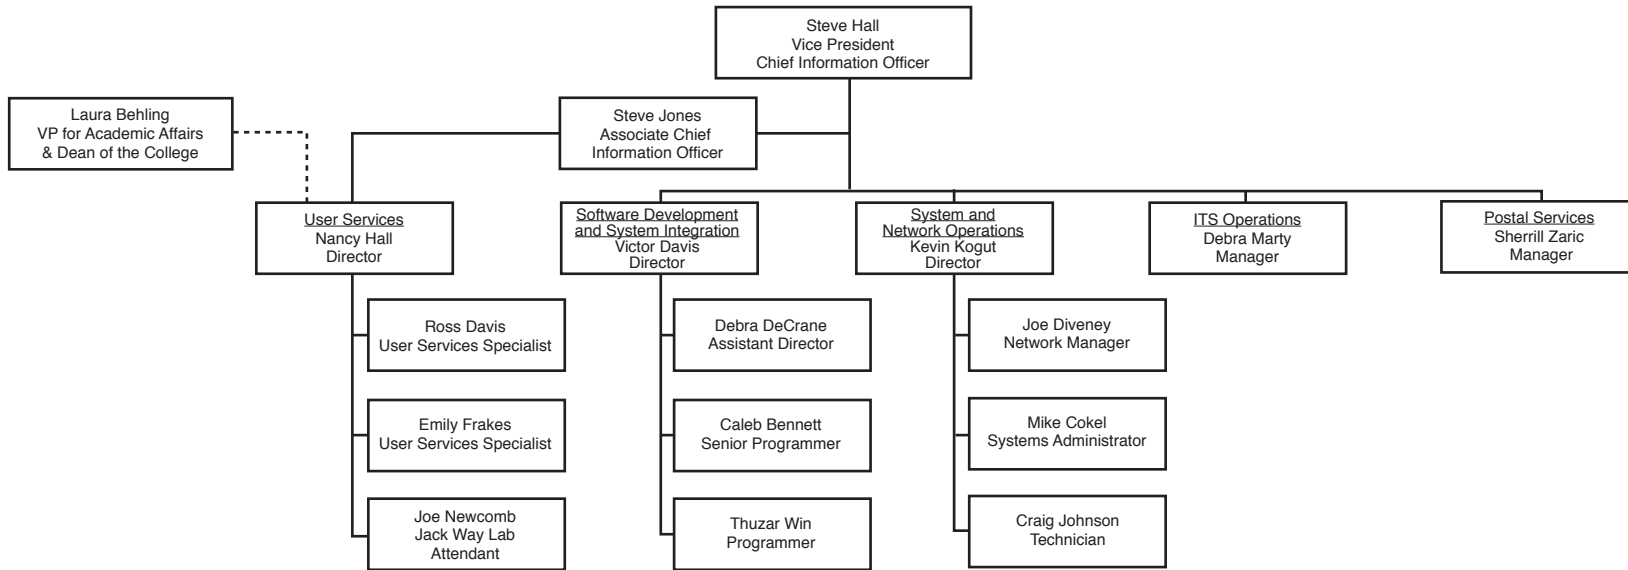 Steve Hall
Vice President
Chief Information Officer
Laura Behling
VP for Academic Affairs
& Dean of the College
Steve Jones
Associate Chief
Information Officer
User Services
Nancy Hall
Director
Software Development
and System Integration
Victor Davis
Director
System and
Network Operations
Kevin Kogut
Director
ITS Operations
Debra Marty
Manager
Postal Services
Sherrill Zaric
Manager
Ross Davis
User Services Specialist
Debra DeCrane
Assistant Director
Joe Diveney
Network Manager
Emily Frakes
User Services Specialist
Caleb Bennett
Senior Programmer
Mike Cokel
Systems Administrator
Joe Newcomb
Jack Way Lab
Attendant
Thuzar Win
Programmer
Craig Johnson
Technician